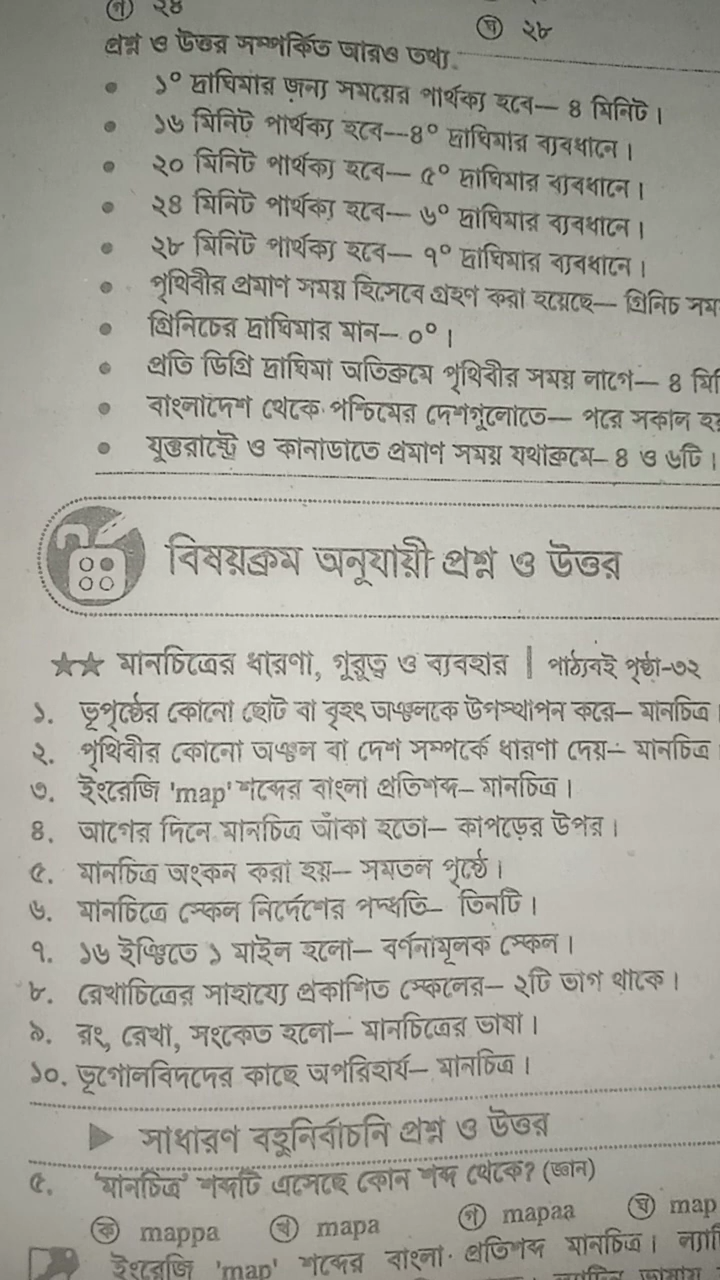 গ ২৪
ঘ ২৮
প্রশ্ন ও উত্তর সম্পর্কিত আরও তথ্য
• ১° দ্রাঘিমার জন্য সময়ের পার্থক্য হবে— ৪ মিনিট।
• ১৬ মিনিট পার্থক্য হবে—৪° দ্রাঘিমার ব্যবধানে।
• ২০ মিনিট পার্থক্য হবে— ৫° দ্রাঘিমার ব্যবধানে।
• ২৪ মিনিট পার্থক্য হবে— ৬° দ্রাঘিমার ব্যবধানে।
• ২৮ মিনিট পার্থক্য হবে— ৭° দ্রাঘিমার ব্যবধানে।
• পৃথিবীর প্রমাণ সময় হিসেবে গ্রহণ করা হয়েছে— গ্রিনিচ সম
• গ্রিনিচের দ্রাঘিমার মান— ০°।
• প্রতি ডিগ্রি দ্রাঘিমা অতিক্রমে পৃথিবীর সময় লাগে— ৪ মি
• বাংলাদেশ থেকে পশ্চিমের দেশগুলোতে— পরে সকাল হ
• যুক্তরাষ্ট্রে ও কানাডাতে প্রমাণ সময় যথাক্রমে— ৪ ও ৬টি।
বিষয়ক্রম অনুযায়ী প্রশ্ন ও উত্তর
★★ মানচিত্রের ধারণা, গুরুত্ব ও ব্যবহার | পাঠ্যবই পৃষ্ঠা-৩২
১. ভূপৃষ্ঠের কোনো ছোট বা বৃহৎ অঞ্চলকে উপস্থাপন করে— মানচিত্র।
২. পৃথিবীর কোনো অঞ্চল বা দেশ সম্পর্কে ধারণা দেয়— মানচিত্র
৩. ইংরেজি 'map' শব্দের বাংলা প্রতিশব্দ— মানচিত্র।
৪. আগের দিনে মানচিত্র আঁকা হতো— কাপড়ের উপর।
৫. মানচিত্র অংকন করা হয়— সমতল পৃষ্ঠে।
৬. মানচিত্রে স্কেল নির্দেশের পদ্ধতি— তিনটি।
৭. ১৬ ইঞ্চিতে ১ মাইল হলো— বর্ণনামূলক স্কেল।
৮. রেখাচিত্রের সাহায্যে প্রকাশিত স্কেলের— ২টি ভাগ থাকে।
৯. রং, রেখা, সংকেত হলো— মানচিত্রের ভাষা।
১০. ভূগোলবিদদের কাছে অপরিহার্য— মানচিত্র।
▶ সাধারণ বহুনির্বাচনি প্রশ্ন ও উত্তর
৫. 'মানচিত্র' শব্দটি এসেছে কোন শব্দ থেকে? (জ্ঞান)
ক mappa খ mapa গ mapaa ঘ map
ইংরেজি 'map' শব্দের বাংলা প্রতিশব্দ মানচিত্র।